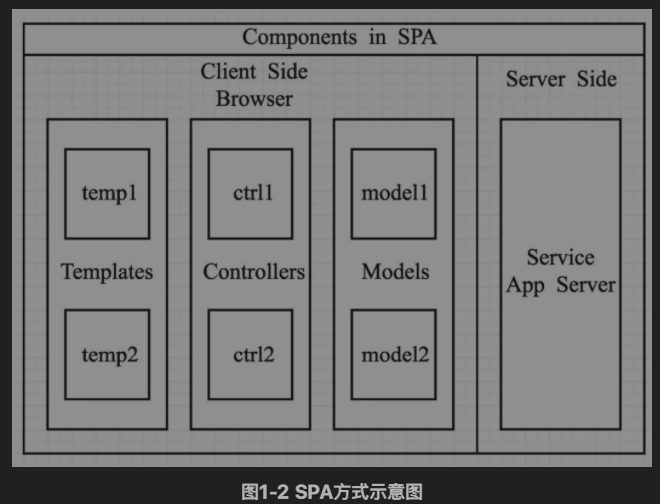 Components in SPA
Client Side
Browser
Server Side
temp1
ctrl1
model1
Templates
Controllers
Models
Service
App Server
temp2
ctrl2
model2
图1-2 SPA方式示意图